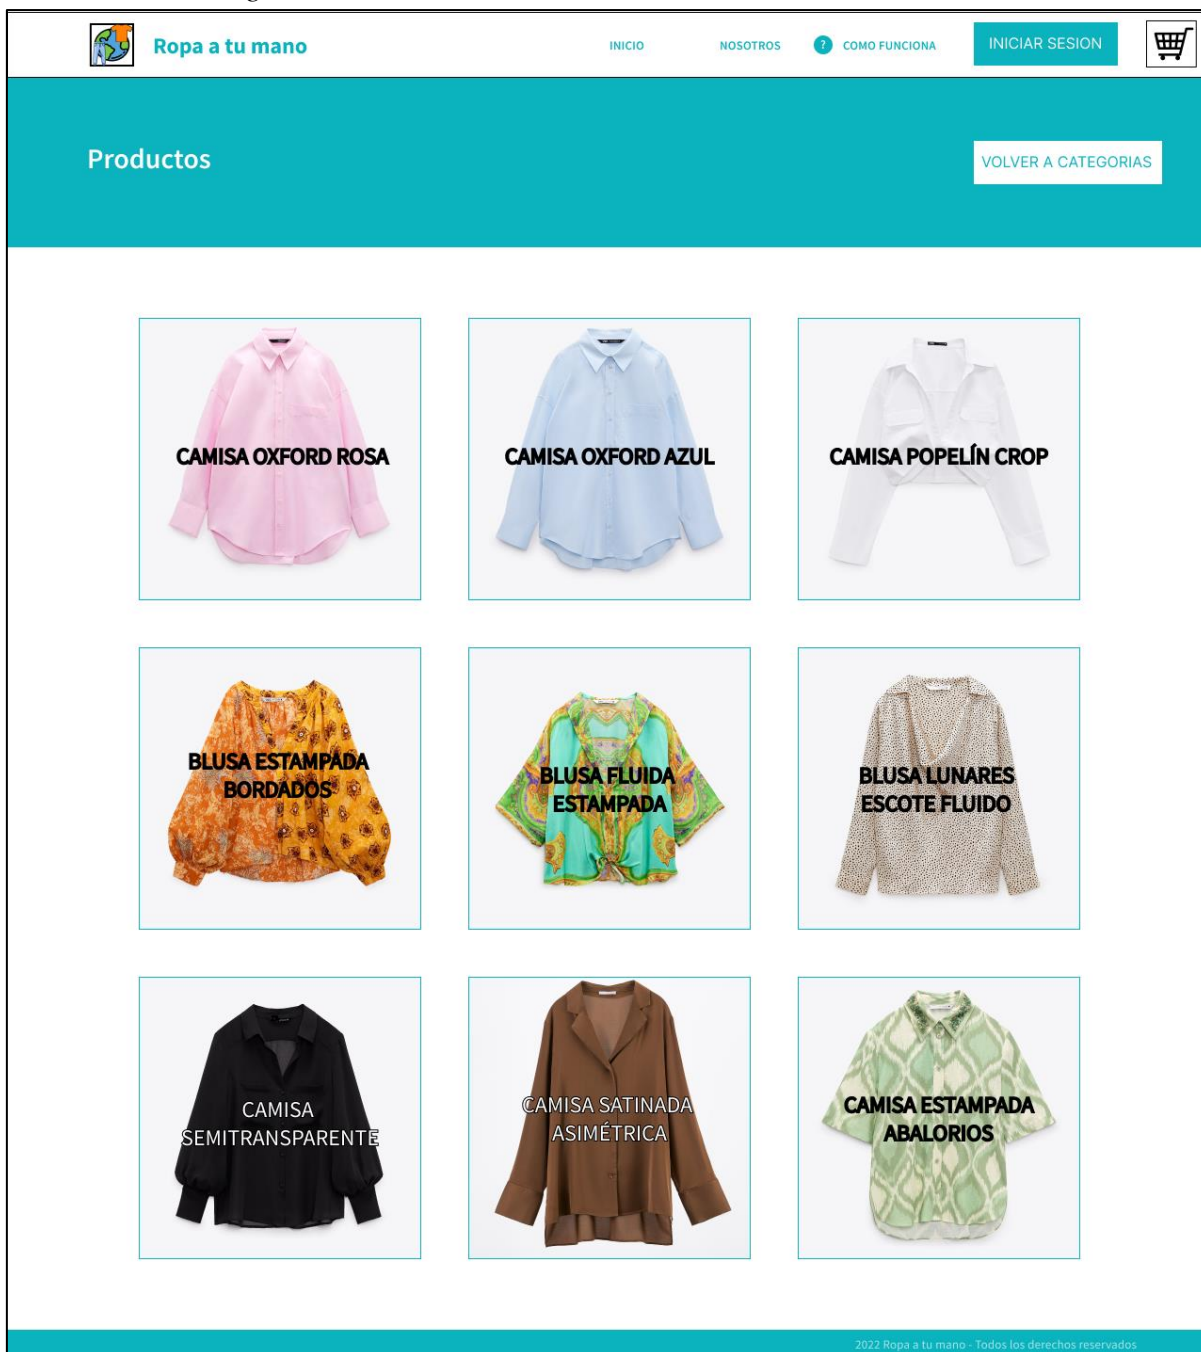 Ropa a tu mano
INICIO
NOSOTROS
? COMO FUNCIONA
INICIAR SESION
Productos
VOLVER A CATEGORIAS
CAMISA OXFORD ROSA
CAMISA OXFORD AZUL
CAMISA POPELÍN CROP
BLUSA ESTAMPADA
BORDADOS
BLUSA FLUIDA
ESTAMPADA
BLUSA LUNARES
ESCOTE FLUIDO
CAMISA
SEMITRANSPARENTE
CAMISA SATINADA
ASIMÉTRICA
CAMISA ESTAMPADA
ABALORIOS
2022 Ropa a tu mano - Todos los derechos reservados